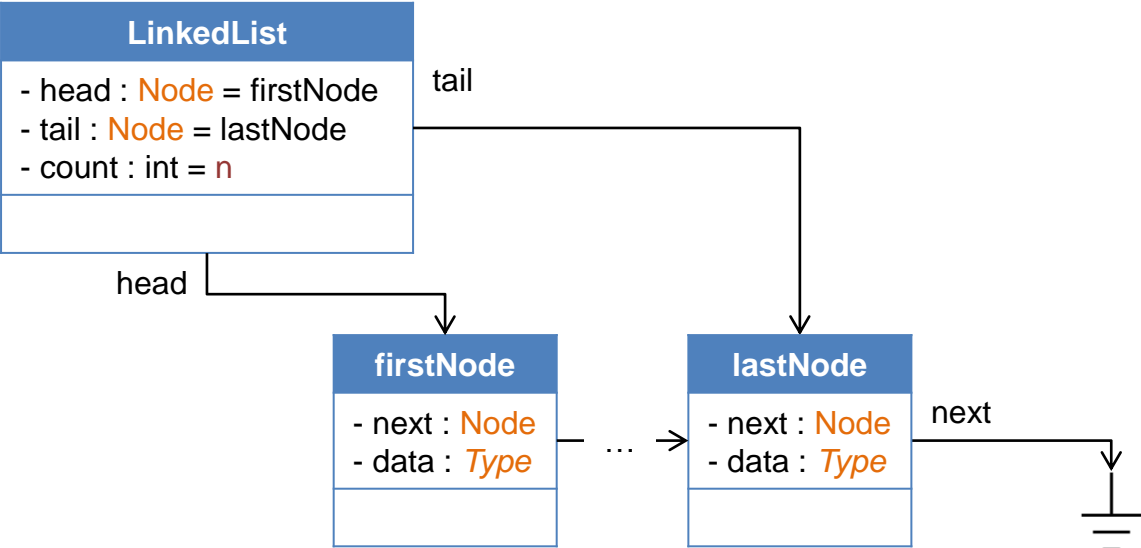 LinkedList
- head : Node = firstNode
- tail : Node = lastNode
- count : int = n
tail
head
firstNode
- next : Node
- data : Type
...
lastNode
- next : Node
- data : Type
next